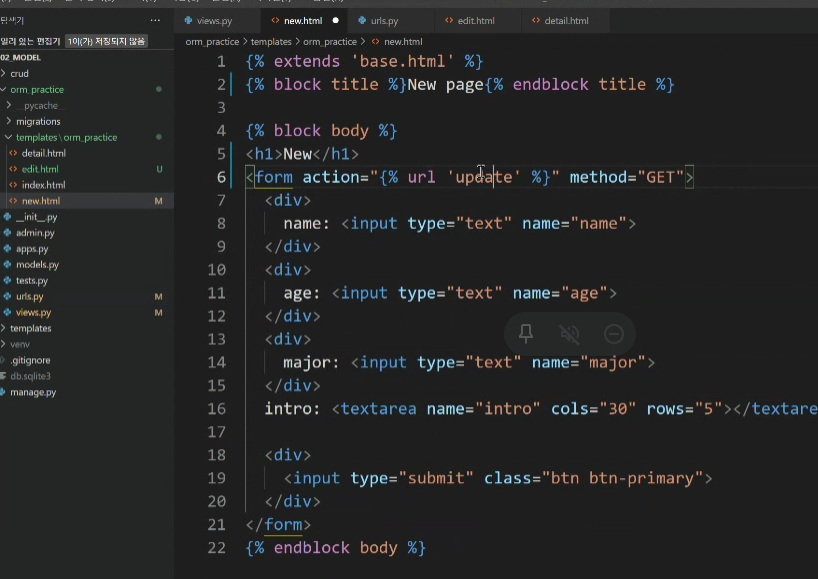 탐색기 ...
views.py new.html urls.py edit.html detail.html
열려 있는 편집기 1이(가) 저장되지 않음
orm_practice > templates > orm_practice > new.html
02_MODEL
crud
orm_practice
__pycache__
migrations
templates \ orm_practice
detail.html
edit.html U
index.html
new.html M
__init__.py
admin.py
apps.py
models.py
tests.py
urls.py M
views.py M
templates
venv
.gitignore
db.sqlite3
manage.py
1 {% extends 'base.html' %}
2 {% block title %}New page{% endblock title %}
3
4 {% block body %}
5 <h1>New</h1>
6 <form action="{% url 'update' %}" method="GET">
7 <div>
8 name: <input type="text" name="name">
9 </div>
10 <div>
11 age: <input type="text" name="age">
12 </div>
13 <div>
14 major: <input type="text" name="major">
15 </div>
16 intro: <textarea name="intro" cols="30" rows="5"></textare
17
18 <div>
19 <input type="submit" class="btn btn-primary">
20 </div>
21 </form>
22 {% endblock body %}